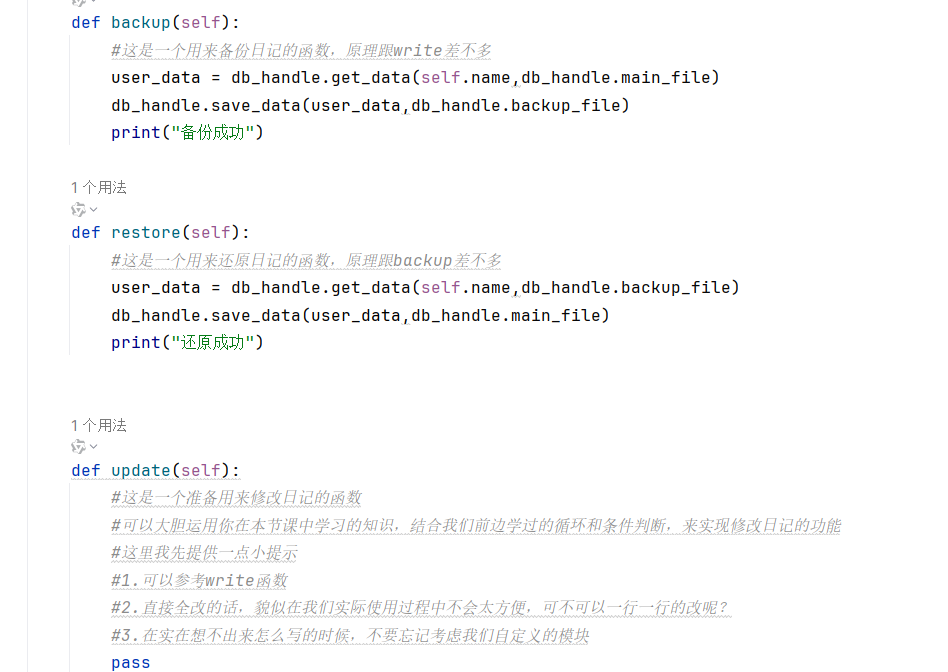 def backup(self):
#这是一个用来备份日记的函数，原理跟write差不多
user_data = db_handle.get_data(self.name,db_handle.main_file)
db_handle.save_data(user_data,db_handle.backup_file)
print("备份成功")
1个用法
def restore(self):
#这是一个用来还原日记的函数，原理跟backup差不多
user_data = db_handle.get_data(self.name,db_handle.backup_file)
db_handle.save_data(user_data,db_handle.main_file)
print("还原成功")
1个用法
def update(self):
#这是一个准备用来修改日记的函数
#可以大胆运用你在本节课中学习的知识，结合我们前边学过的循环和条件判断，来实现修改日记的功能
#这里我先提供一点小提示
#1.可以参考write函数
#2.直接全改的话，貌似在我们实际使用过程中不会太方便，可不可以一行一行的改呢？
#3.在实在想不出来怎么写的时候，不要忘记考虑我们自定义的模块
pass